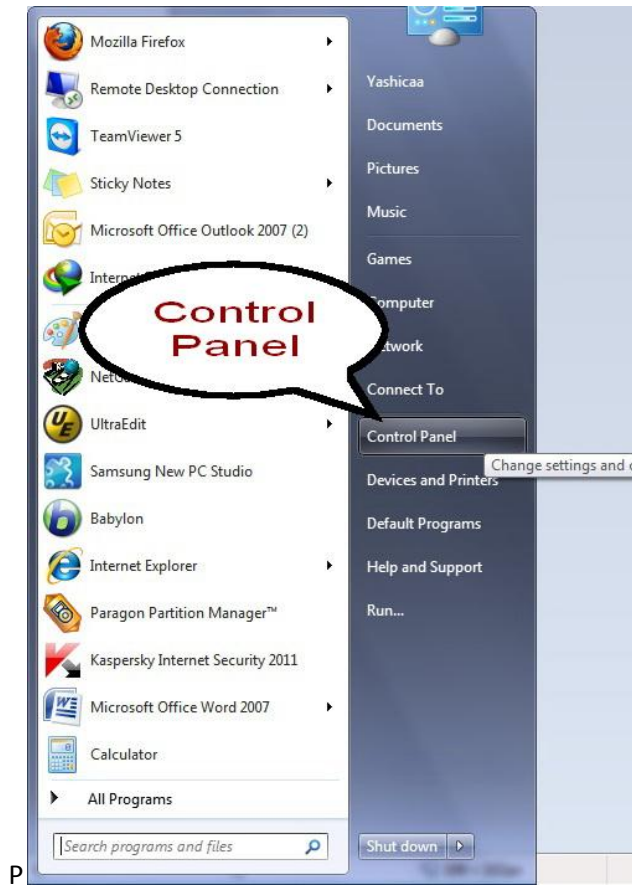 Mozilla Firefox
Remote Desktop Connection
TeamViewer 5
Sticky Notes
Microsoft Office Outlook 2007 (2)
Internet
UltraEdit
Samsung New PC Studio
Babylon
Internet Explorer
Paragon Partition Manager™
Kaspersky Internet Security 2011
Microsoft Office Word 2007
Calculator
All Programs
Search programs and files
Control
Panel
Yashicaa
Documents
Pictures
Music
Games
Computer
Network
Connect To
Control Panel
Change settings and
Devices and Printers
Default Programs
Help and Support
Run...
Shut down
P